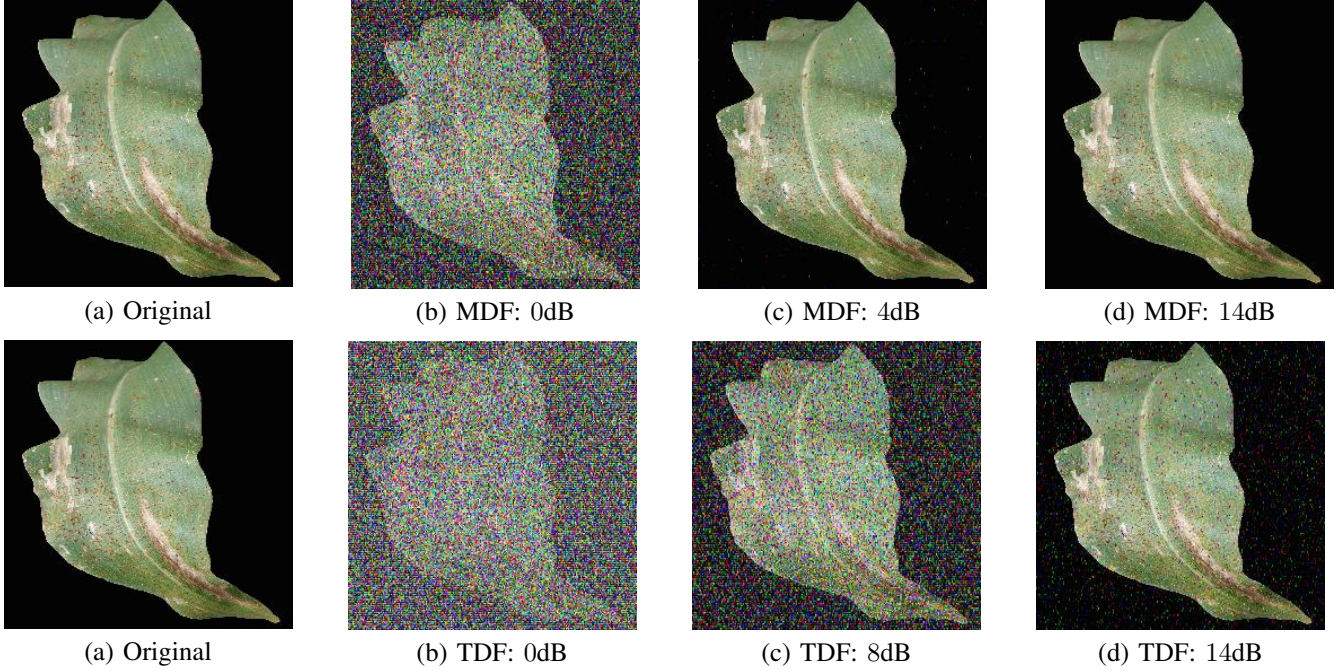 (a) Original
(b) MDF: 0dB
(c) MDF: 4dB
(d) MDF: 14dB
(a) Original
(b) TDF: 0dB
(c) TDF: 8dB
(d) TDF: 14dB